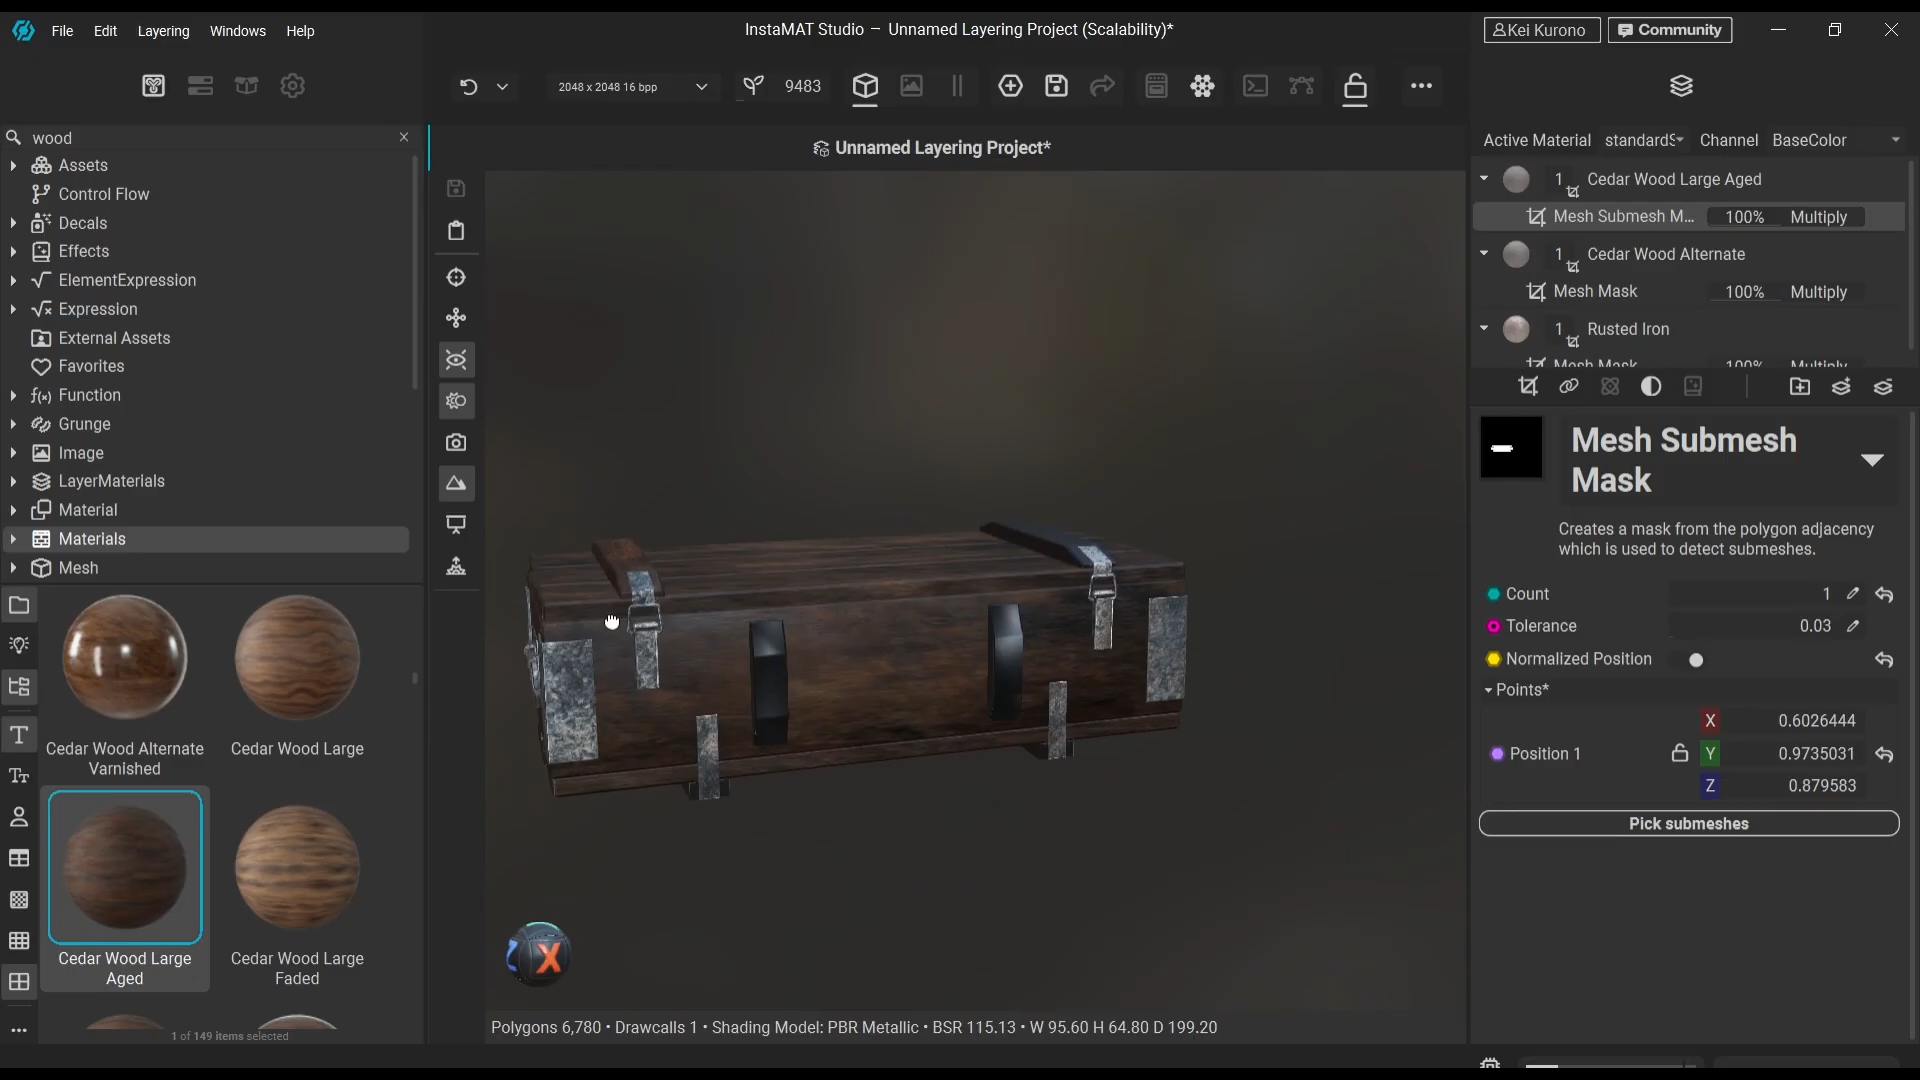 File Edit Layering Windows Help
InstaMAT Studio – Unnamed Layering Project (Scalability)*
Kei Kurono
Community
2048 x 2048 16 bpp
9483
wood
Assets
Control Flow
Decals
Effects
ElementExpression
Expression
External Assets
Favorites
Function
Grunge
Image
LayerMaterials
Material
Materials
Mesh
Cedar Wood Alternate
Varnished
Cedar Wood Large
Cedar Wood Large
Aged
Cedar Wood Large
Faded
1 of 149 items selected
Unnamed Layering Project*
X
Polygons 6,780 • Drawcalls 1 • Shading Model: PBR Metallic • BSR 115.13 • W 95.60 H 64.80 D 199.20
Active Material standardS Channel BaseColor
1 Cedar Wood Large Aged
Mesh Submesh M... 100% Multiply
1 Cedar Wood Alternate
Mesh Mask 100% Multiply
1 Rusted Iron
Mesh Mask 100% Multiply
Mesh Submesh
Mask
Creates a mask from the polygon adjacency
which is used to detect submeshes.
Count 1
Tolerance 0.03
Normalized Position
Points*
X 0.6026444
Position 1 Y 0.9735031
Z 0.879583
Pick submeshes